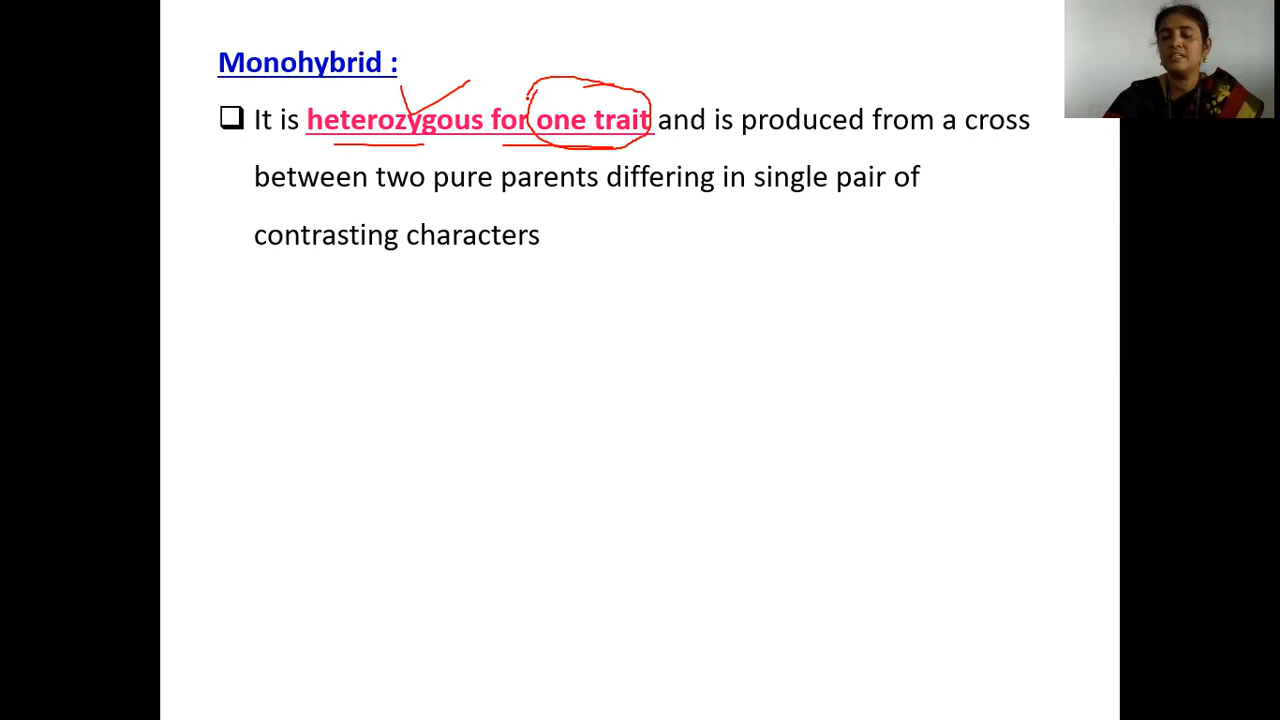 Monohybrid :
❑ It is heterozygous for one trait and is produced from a cross
between two pure parents differing in single pair of
contrasting characters